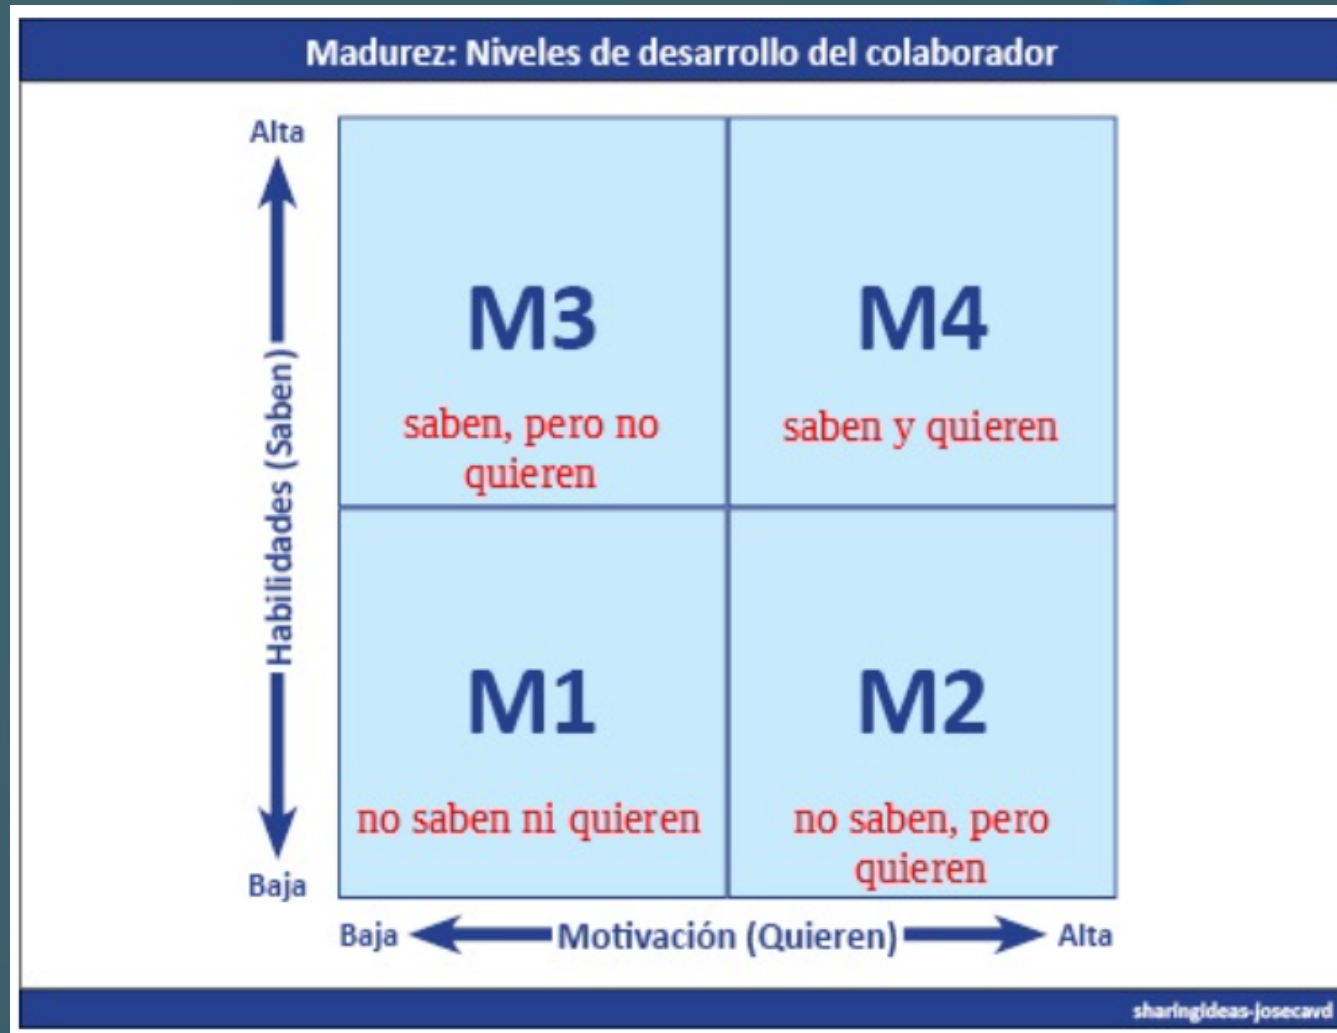 Madurez: Niveles de desarrollo del colaborador
Alta
Habilidades (Saben)
Baja
M3
saben, pero no
quieren
M4
saben y quieren
M1
no saben ni quieren
M2
no saben, pero
quieren
Baja
Motivación (Quieren)
Alta
sharingideas-josecavd